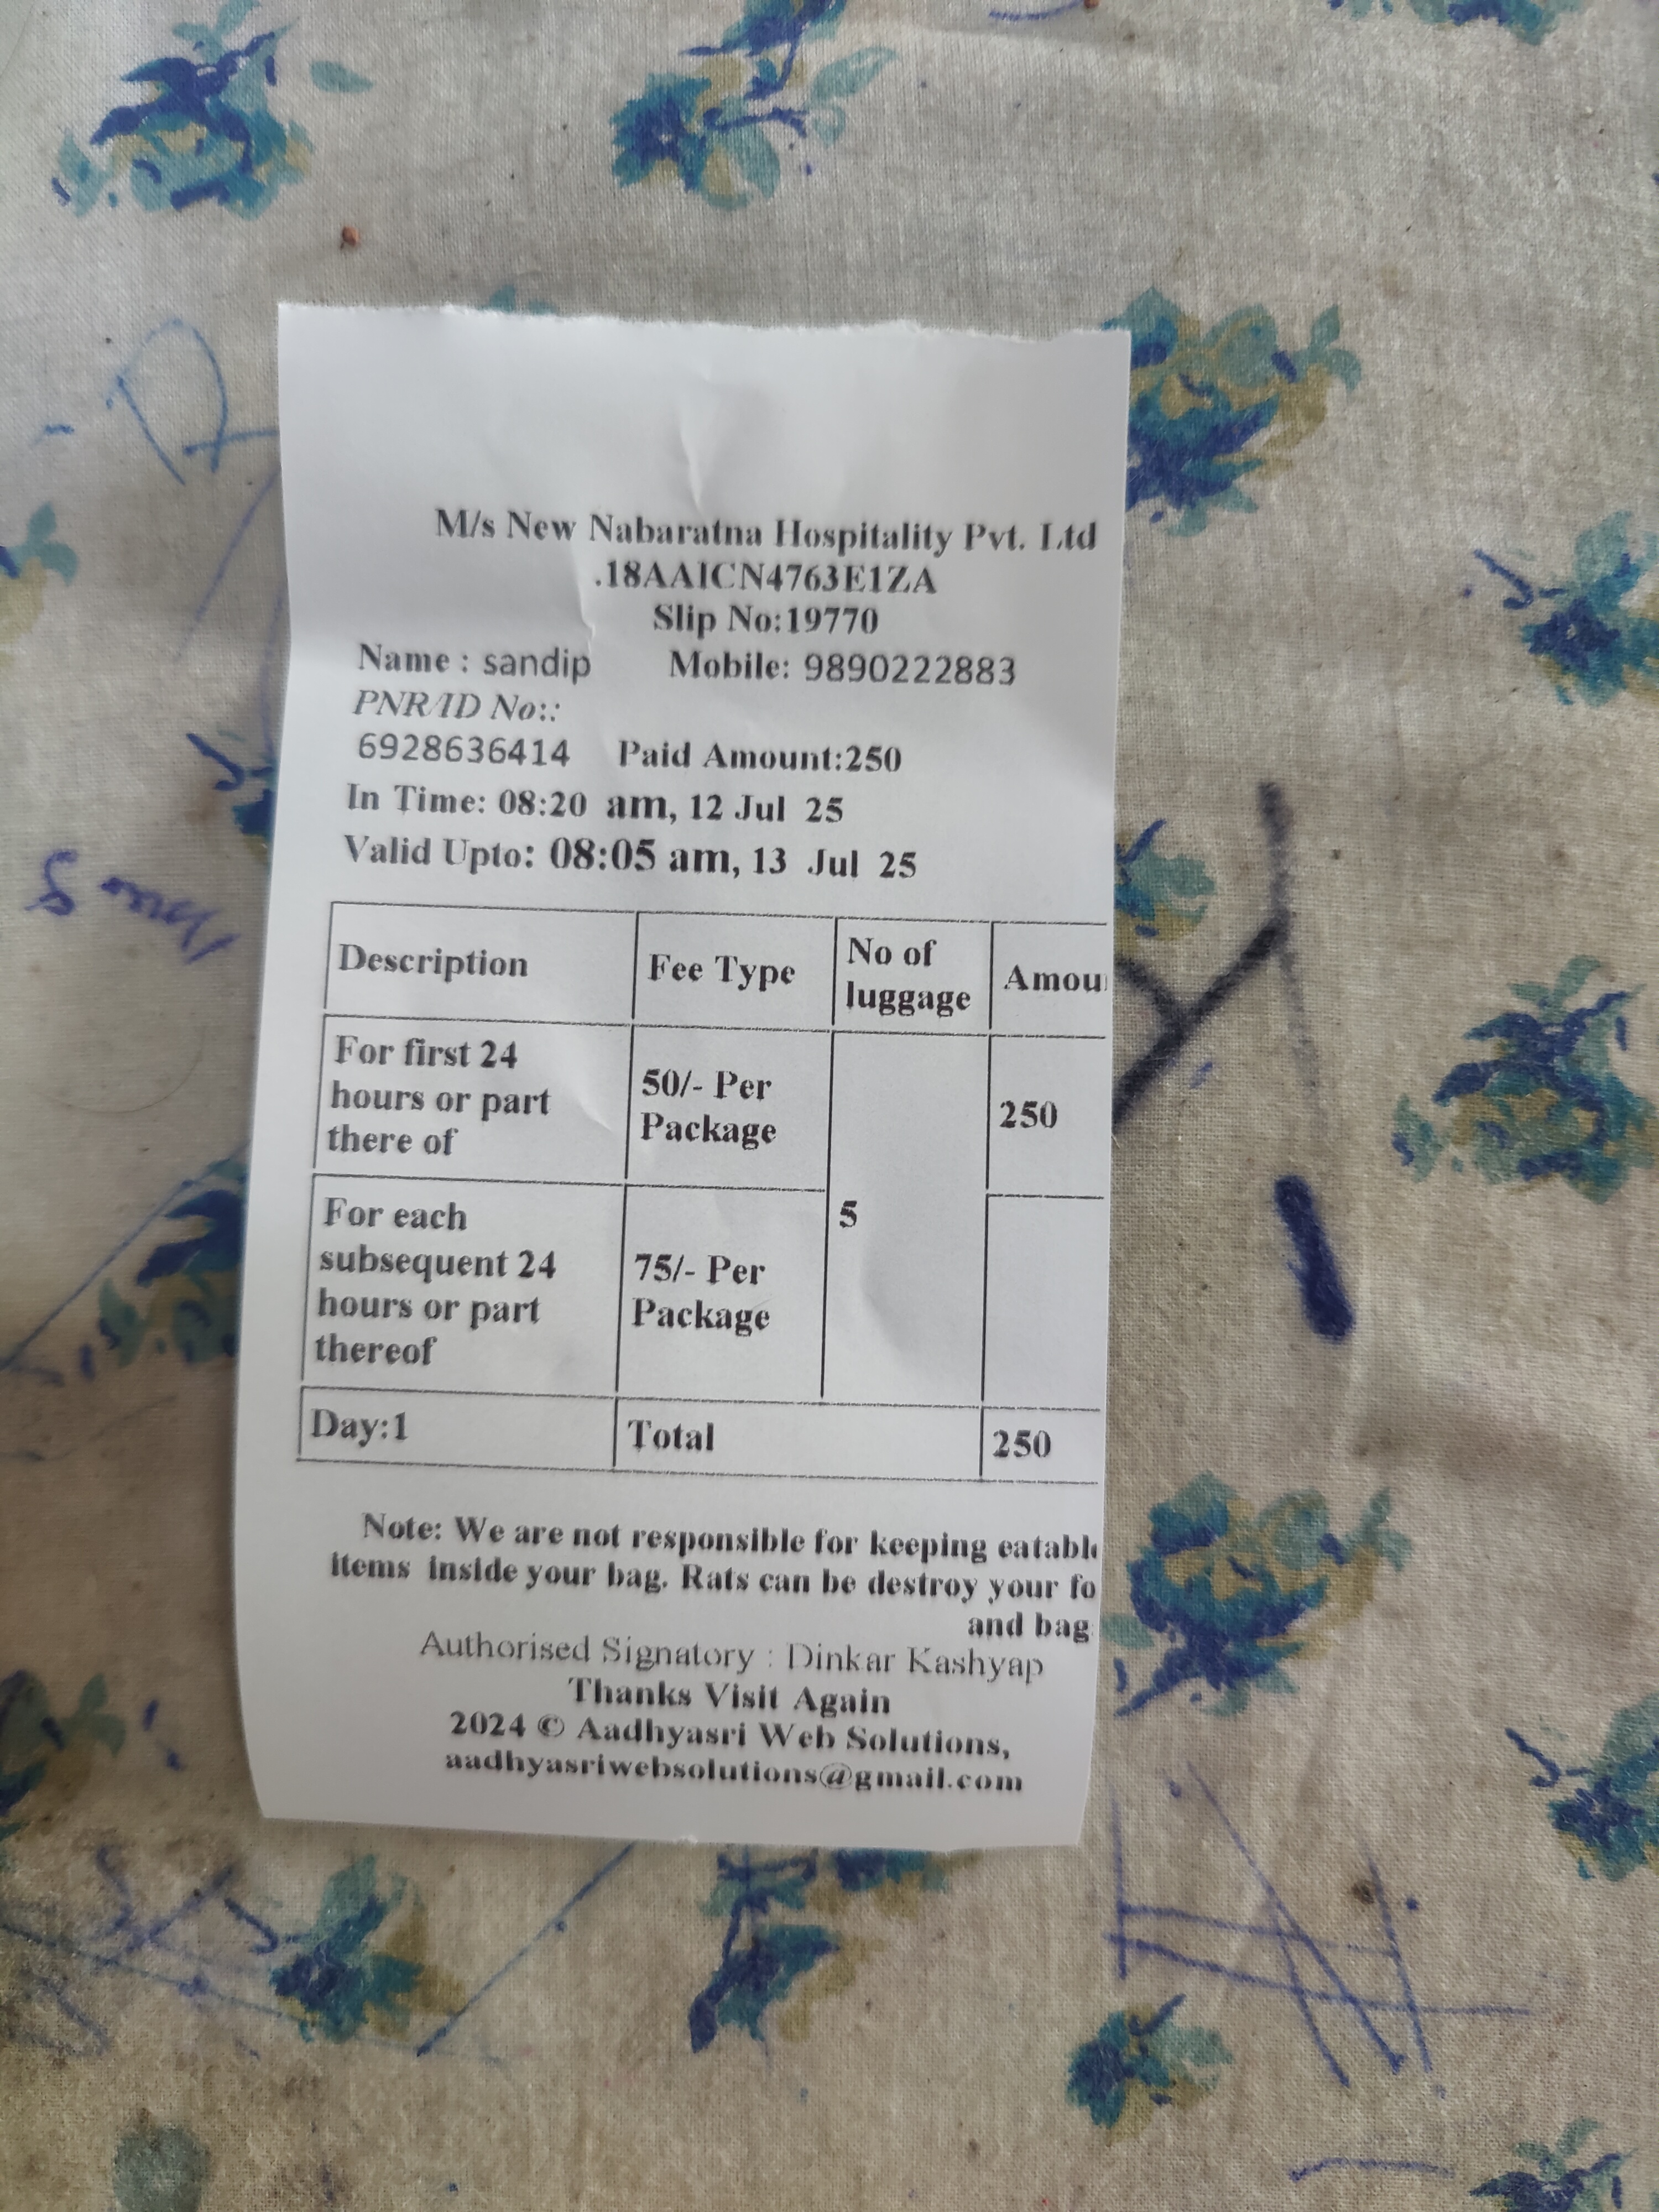 M/s New Nabaratna Hospitality Pvt. Ltd
.18AAICN4763E1ZA
Slip No:19770
Name : sandip Mobile: 9890222883
PNR/ID No::
6928636414 Paid Amount:250
In Time: 08:20 am, 12 Jul 25
Valid Upto: 08:05 am, 13 Jul 25
Description Fee Type No of luggage Amou
For first 24 hours or part there of 50/- Per Package 5 250
For each subsequent 24 hours or part thereof 75/- Per Package
Day:1 Total 250
Note: We are not responsible for keeping eatable
items inside your bag. Rats can be destroy your fo
and bag
Authorised Signatory : Dinkar Kashyap
Thanks Visit Again
2024 © Aadhyasri Web Solutions,
aadhyasriwebsolutions@gmail.com